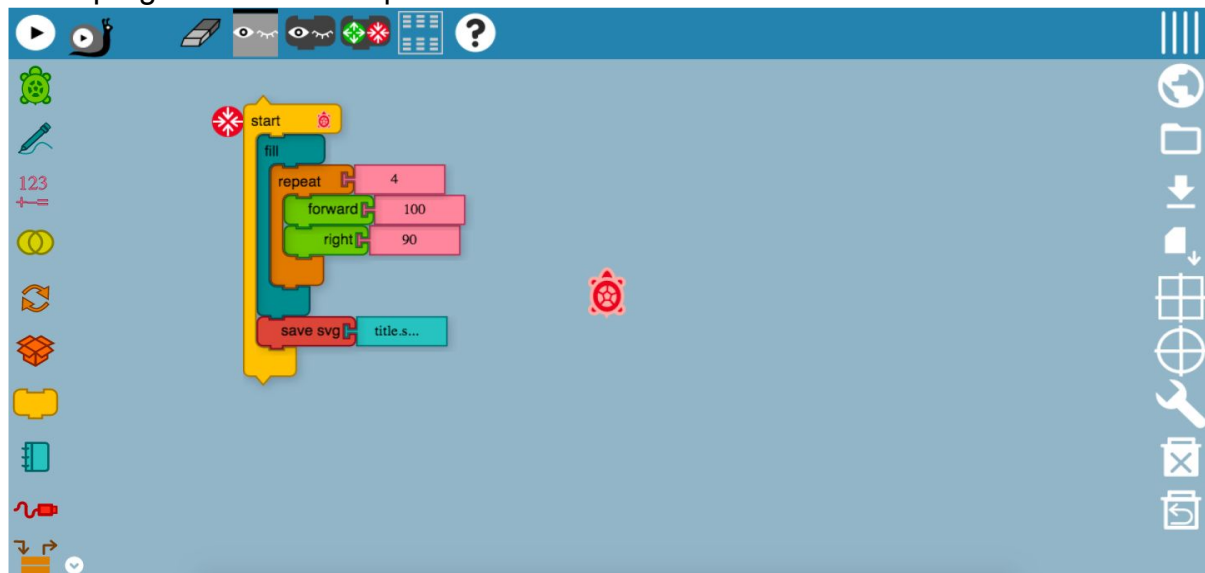 ?
start
fill
repeat 4
forward 100
123
right 90
save svg title.s...